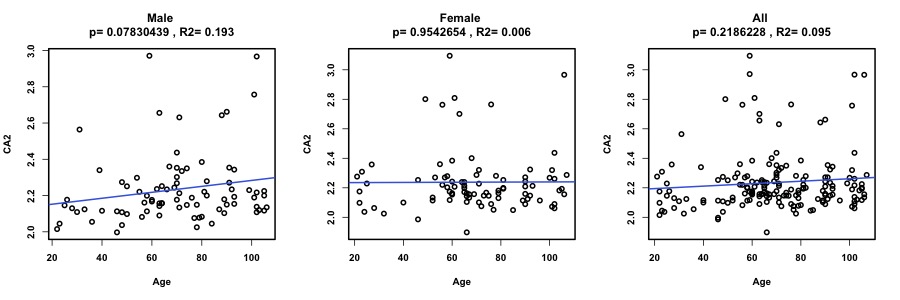 Male
p= 0.07830439 , R2= 0.193
CA2
3.0
2.8
2.6
2.4
2.2
2.0
20 40 60 80 100
Age
Female
p= 0.9542654 , R2= 0.006
CA2
3.0
2.8
2.6
2.4
2.2
2.0
20 40 60 80 100
Age
All
p= 0.2186228 , R2= 0.095
CA2
3.0
2.8
2.6
2.4
2.2
2.0
20 40 60 80 100
Age